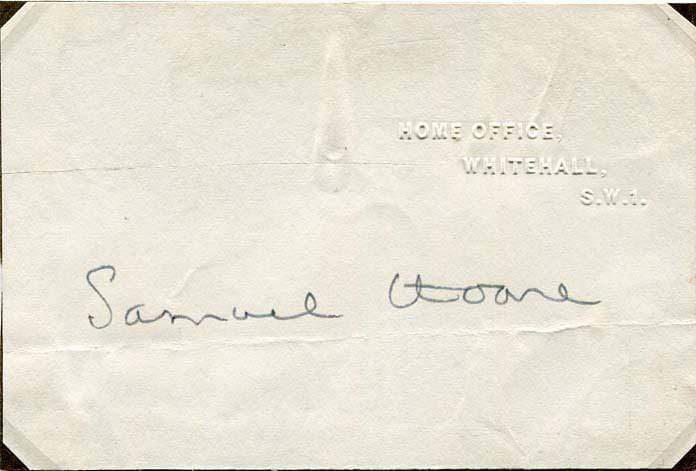 HOME OFFICE,
WHITEHALL,
S.W.1.
Samuel Hoare